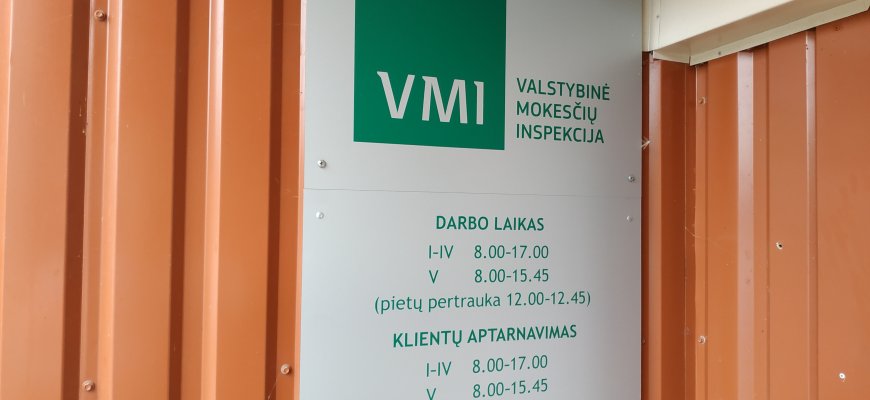 VMI
VALSTYBINĖ
MOKESČIŲ
INSPEKCIJA
DARBO LAIKAS
I-IV 8.00-17.00
V 8.00-15.45
(pietų pertrauka 12.00-12.45)
KLIENTŲ APTARNAVIMAS
I-IV 8.00-17.00
V 8.00-15.45